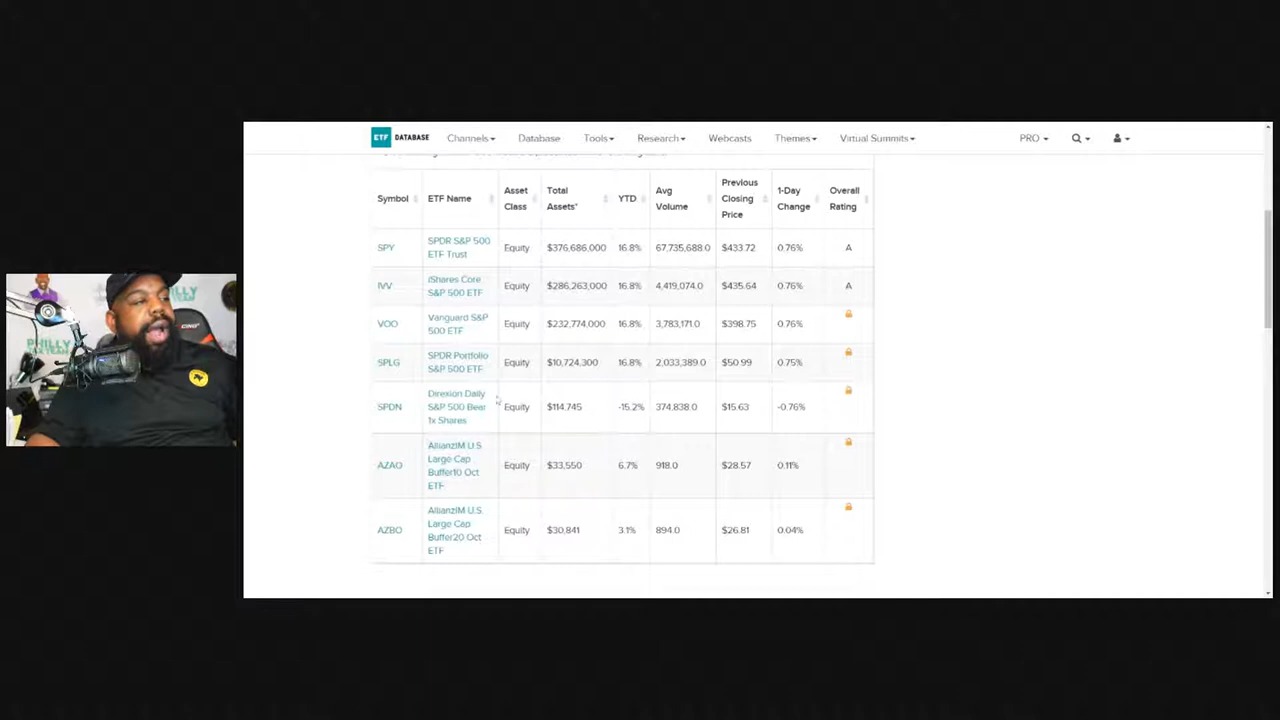 ETF DATABASE Channels Database Tools Research Webcasts Themes Virtual Summits PRO
Symbol ETF Name Asset Class Total Assets* YTD Avg Volume Previous Closing Price 1-Day Change Overall Rating
SPY SPDR S&P 500 ETF Trust Equity $376,686,000 16.8% 67,735,688.0 $433.72 0.76% A
IVV iShares Core S&P 500 ETF Equity $286,263,000 16.8% 4,419,074.0 $435.64 0.76% A
VOO Vanguard S&P 500 ETF Equity $232,774,000 16.8% 3,783,171.0 $398.75 0.76%
SPLG SPDR Portfolio S&P 500 ETF Equity $10,724,300 16.8% 2,033,389.0 $50.99 0.75%
SPDN Direxion Daily S&P 500 Bear 1x Shares Equity $114,745 -15.2% 374,838.0 $15.63 -0.76%
AZAO AllianzIM U.S Large Cap Buffer10 Oct ETF Equity $33,550 6.7% 918.0 $28.57 0.11%
AZBO AllianzIM U.S Large Cap Buffer20 Oct ETF Equity $30,841 3.1% 894.0 $26.81 0.04%
PHILLY
TEAM